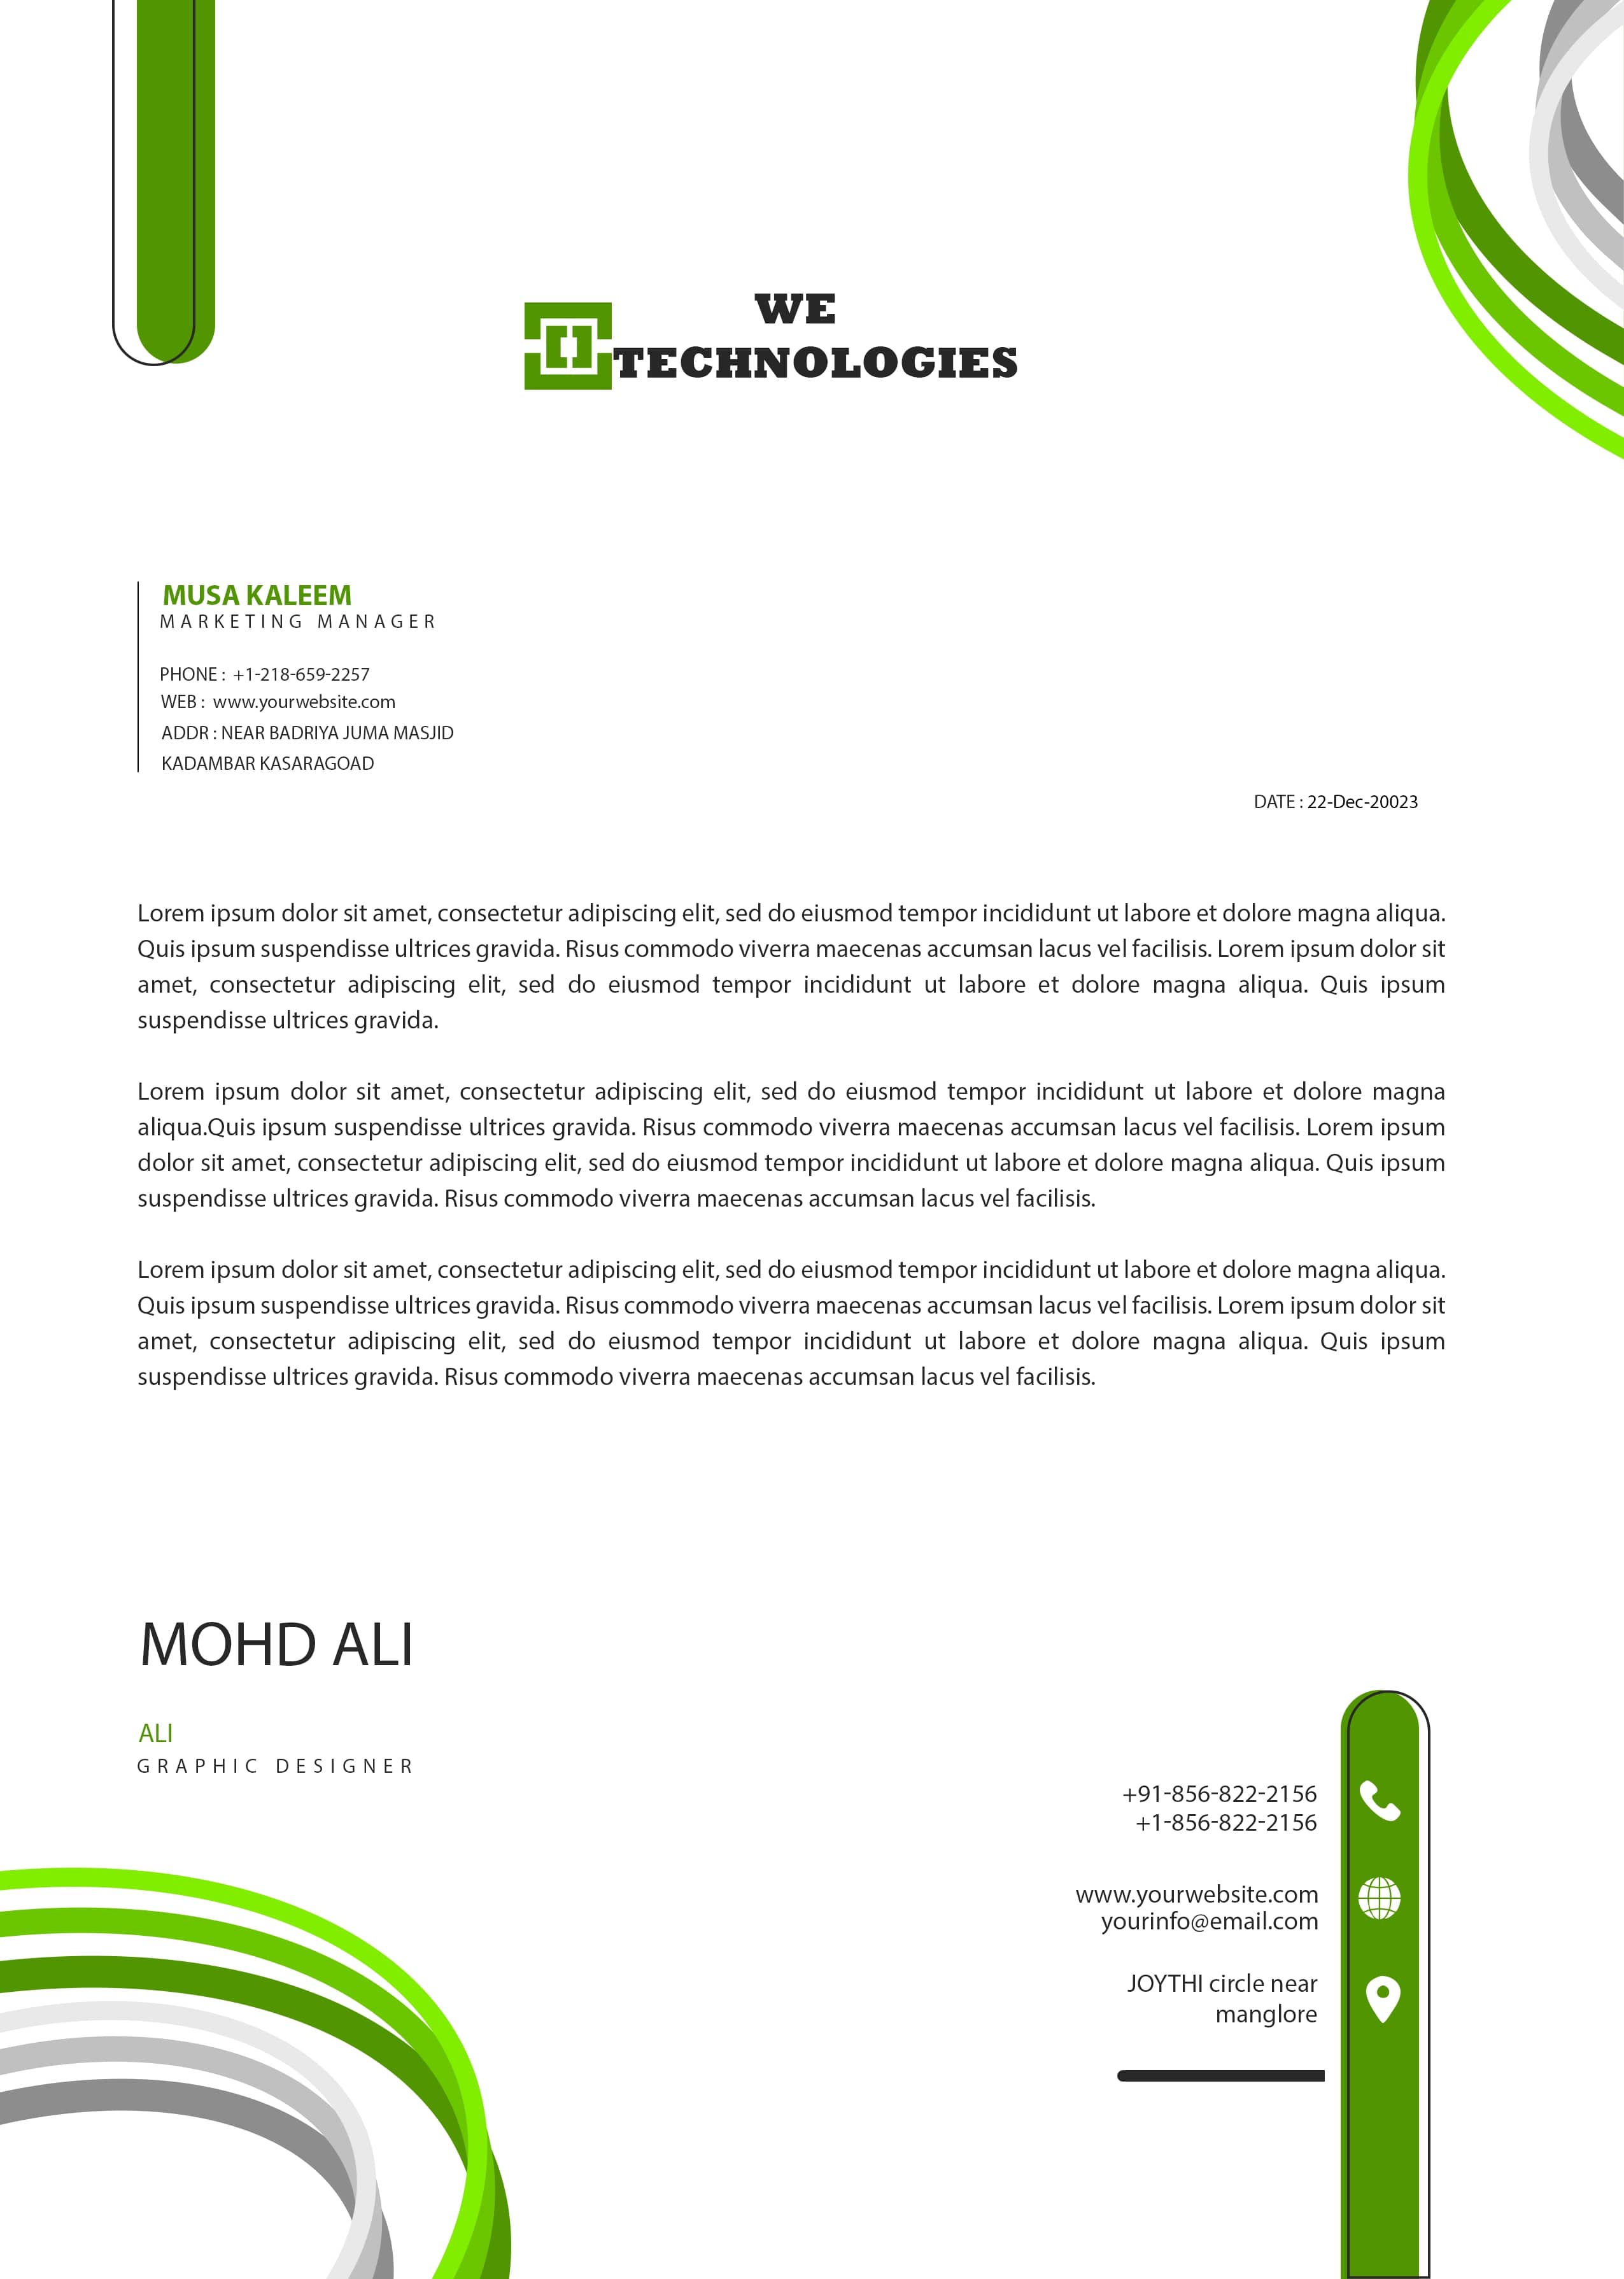 WE
TECHNOLOGIES
MUSA KALEEM
MARKETING MANAGER
PHONE : +1-218-659-2257
WEB : www.yourwebsite.com
ADDR : NEAR BADRIYA JUMA MASJID
KADAMBAR KASARAGOAD
DATE : 22-Dec-20023
Lorem ipsum dolor sit amet, consectetur adipiscing elit, sed do eiusmod tempor incididunt ut labore et dolore magna aliqua.
Quis ipsum suspendisse ultrices gravida. Risus commodo viverra maecenas accumsan lacus vel facilisis. Lorem ipsum dolor sit
amet, consectetur adipiscing elit, sed do eiusmod tempor incididunt ut labore et dolore magna aliqua. Quis ipsum
suspendisse ultrices gravida.
Lorem ipsum dolor sit amet, consectetur adipiscing elit, sed do eiusmod tempor incididunt ut labore et dolore magna
aliqua.Quis ipsum suspendisse ultrices gravida. Risus commodo viverra maecenas accumsan lacus vel facilisis. Lorem ipsum
dolor sit amet, consectetur adipiscing elit, sed do eiusmod tempor incididunt ut labore et dolore magna aliqua. Quis ipsum
suspendisse ultrices gravida. Risus commodo viverra maecenas accumsan lacus vel facilisis.
Lorem ipsum dolor sit amet, consectetur adipiscing elit, sed do eiusmod tempor incididunt ut labore et dolore magna aliqua.
Quis ipsum suspendisse ultrices gravida. Risus commodo viverra maecenas accumsan lacus vel facilisis. Lorem ipsum dolor sit
amet, consectetur adipiscing elit, sed do eiusmod tempor incididunt ut labore et dolore magna aliqua. Quis ipsum
suspendisse ultrices gravida. Risus commodo viverra maecenas accumsan lacus vel facilisis.
MOHD ALI
ALI
GRAPHIC DESIGNER
+91-856-822-2156
+1-856-822-2156
www.yourwebsite.com
yourinfo@email.com
JOYTHI circle near
manglore